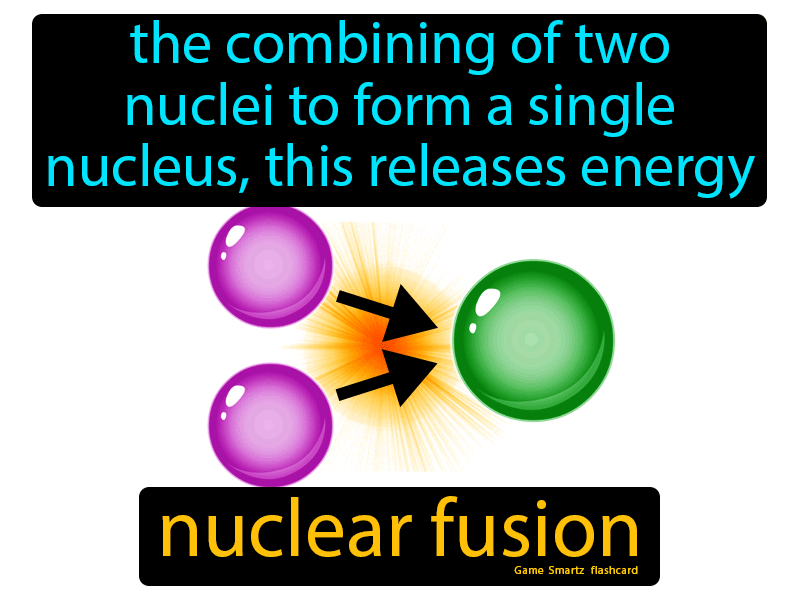 the combining of two
nuclei to form a single
nucleus, this releases energy
nuclear fusion
Game Smartz flashcard